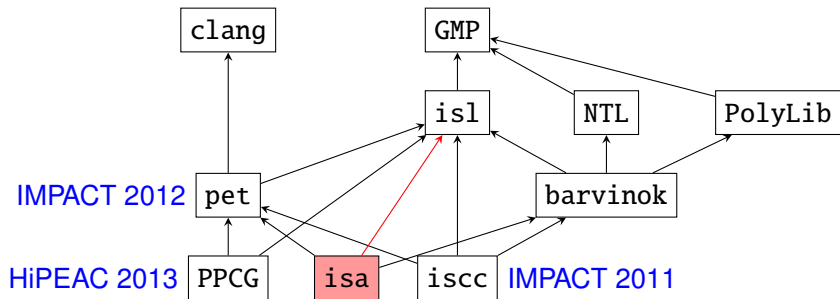 clang GMP
isl NTL PolyLib
IMPACT 2012 pet barvinok
HiPEAC 2013 PPCG isa iscc IMPACT 2011